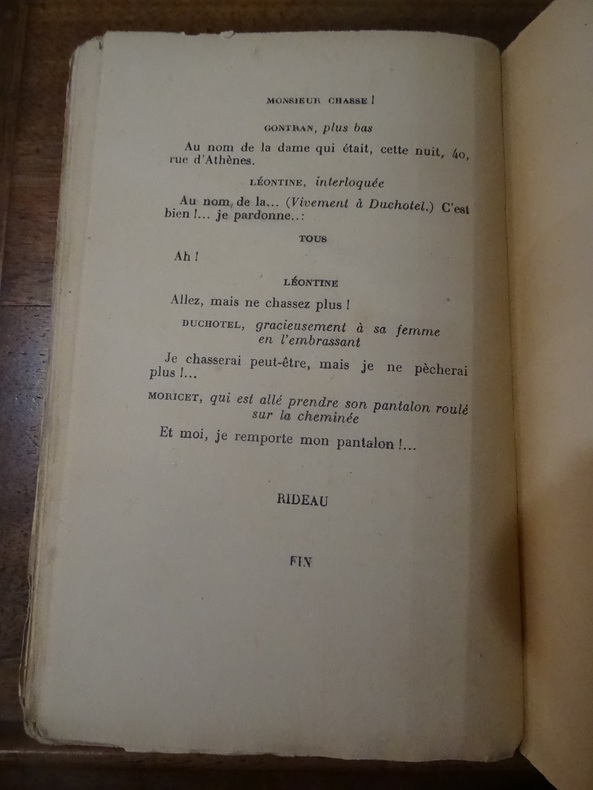 MONSIEUR CHASSE !
GONTRAN, plus bas
Au nom de la dame qui était, cette nuit, 40,
rue d'Athènes.
LÉONTINE, interloquée
Au nom de la... (Vivement à Duchotel.) C'est
bien !... je pardonne..:
TOUS
Ah !
LÉONTINE
Allez, mais ne chassez plus !
DUCHOTEL, gracieusement à sa femme
en l'embrassant
Je chasserai peut-être, mais je ne pècherai
plus !...
MORICET, qui est allé prendre son pantalon roulé
sur la cheminée
Et moi, je remporte mon pantalon !...
RIDEAU
FIN